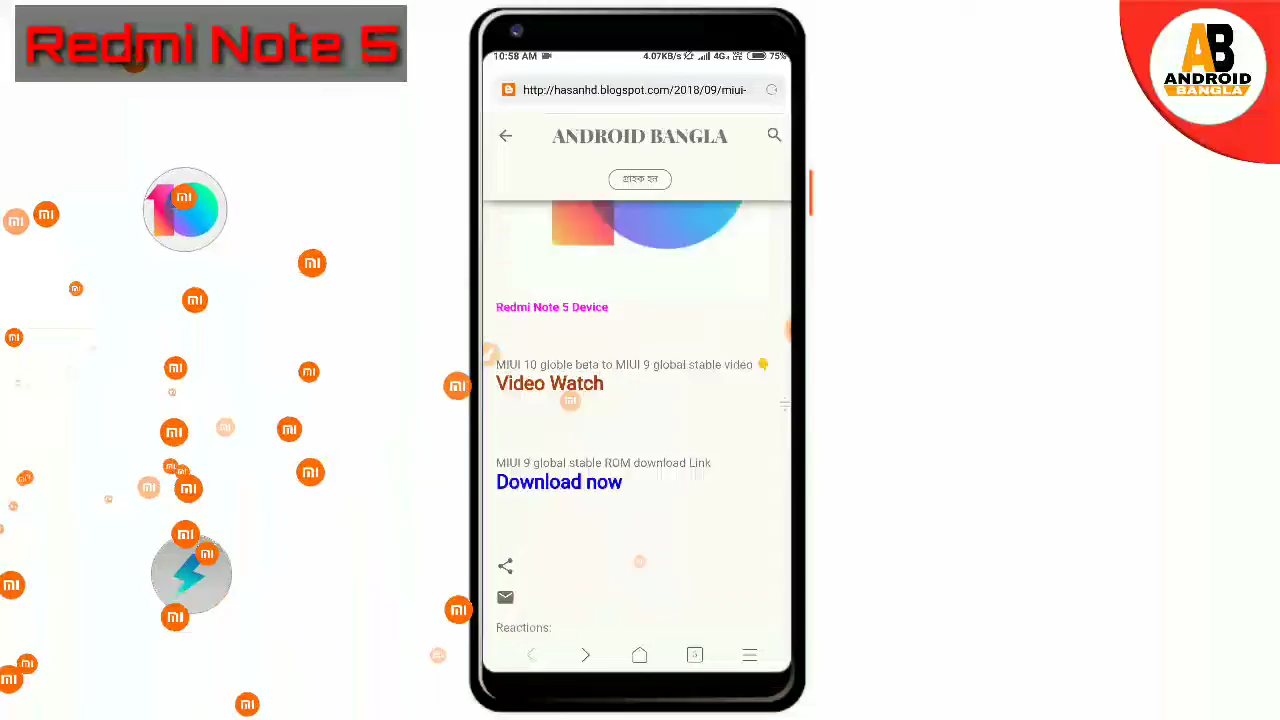 Redmi Note 5
AB
ANDROID
BANGLA
10:58 AM
4.07KB/s
4G
75%
http://hasanhd.blogspot.com/2018/09/miui-
ANDROID BANGLA
গ্রাহক হন
Redmi Note 5 Device
MIUI 10 globle beta to MIUI 9 global stable video 👇
Video Watch
MIUI 9 global stable ROM download Link
Download now
Reactions:
5